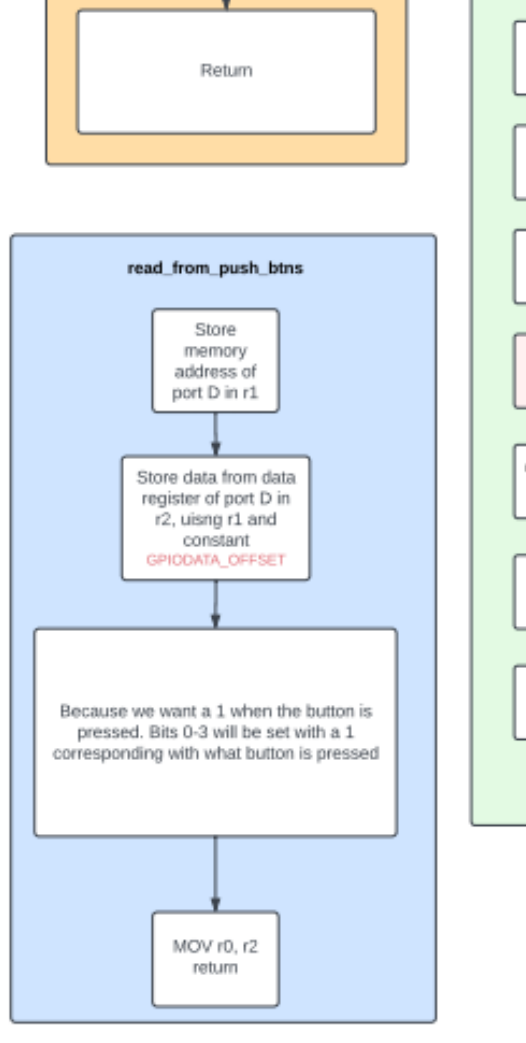 Return
read_from_push_btns
Store
memory
address of
port D in r1
Store data from data
register of port D in
r2, uisng r1 and
constant
GPIODATA_OFFSET
Because we want a 1 when the button is
pressed. Bits 0-3 will be set with a 1
corresponding with what button is pressed
MOV r0, r2
return